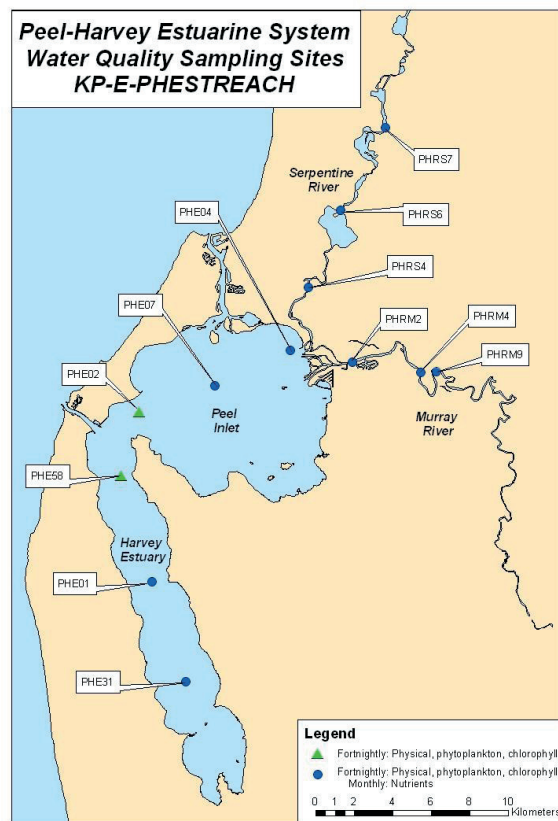 Peel-Harvey Estuarine System
Water Quality Sampling Sites
KP-E-PHESTREACH
PHRS7
Serpentine
River
PHE04
PHRS6
PHRS4
PHE07
PHRM2
PHRM4
PHRM9
PHE02
Peel
Inlet
Murray
River
PHE58
Harvey
Estuary
PHE01
PHE31
Legend
Fortnightly: Physical, phytoplankton, chlorophyll
Fortnightly: Physical, phytoplankton, chlorophyll
Monthly: Nutrients
0 1 2 4 6 8 10
Kilometers